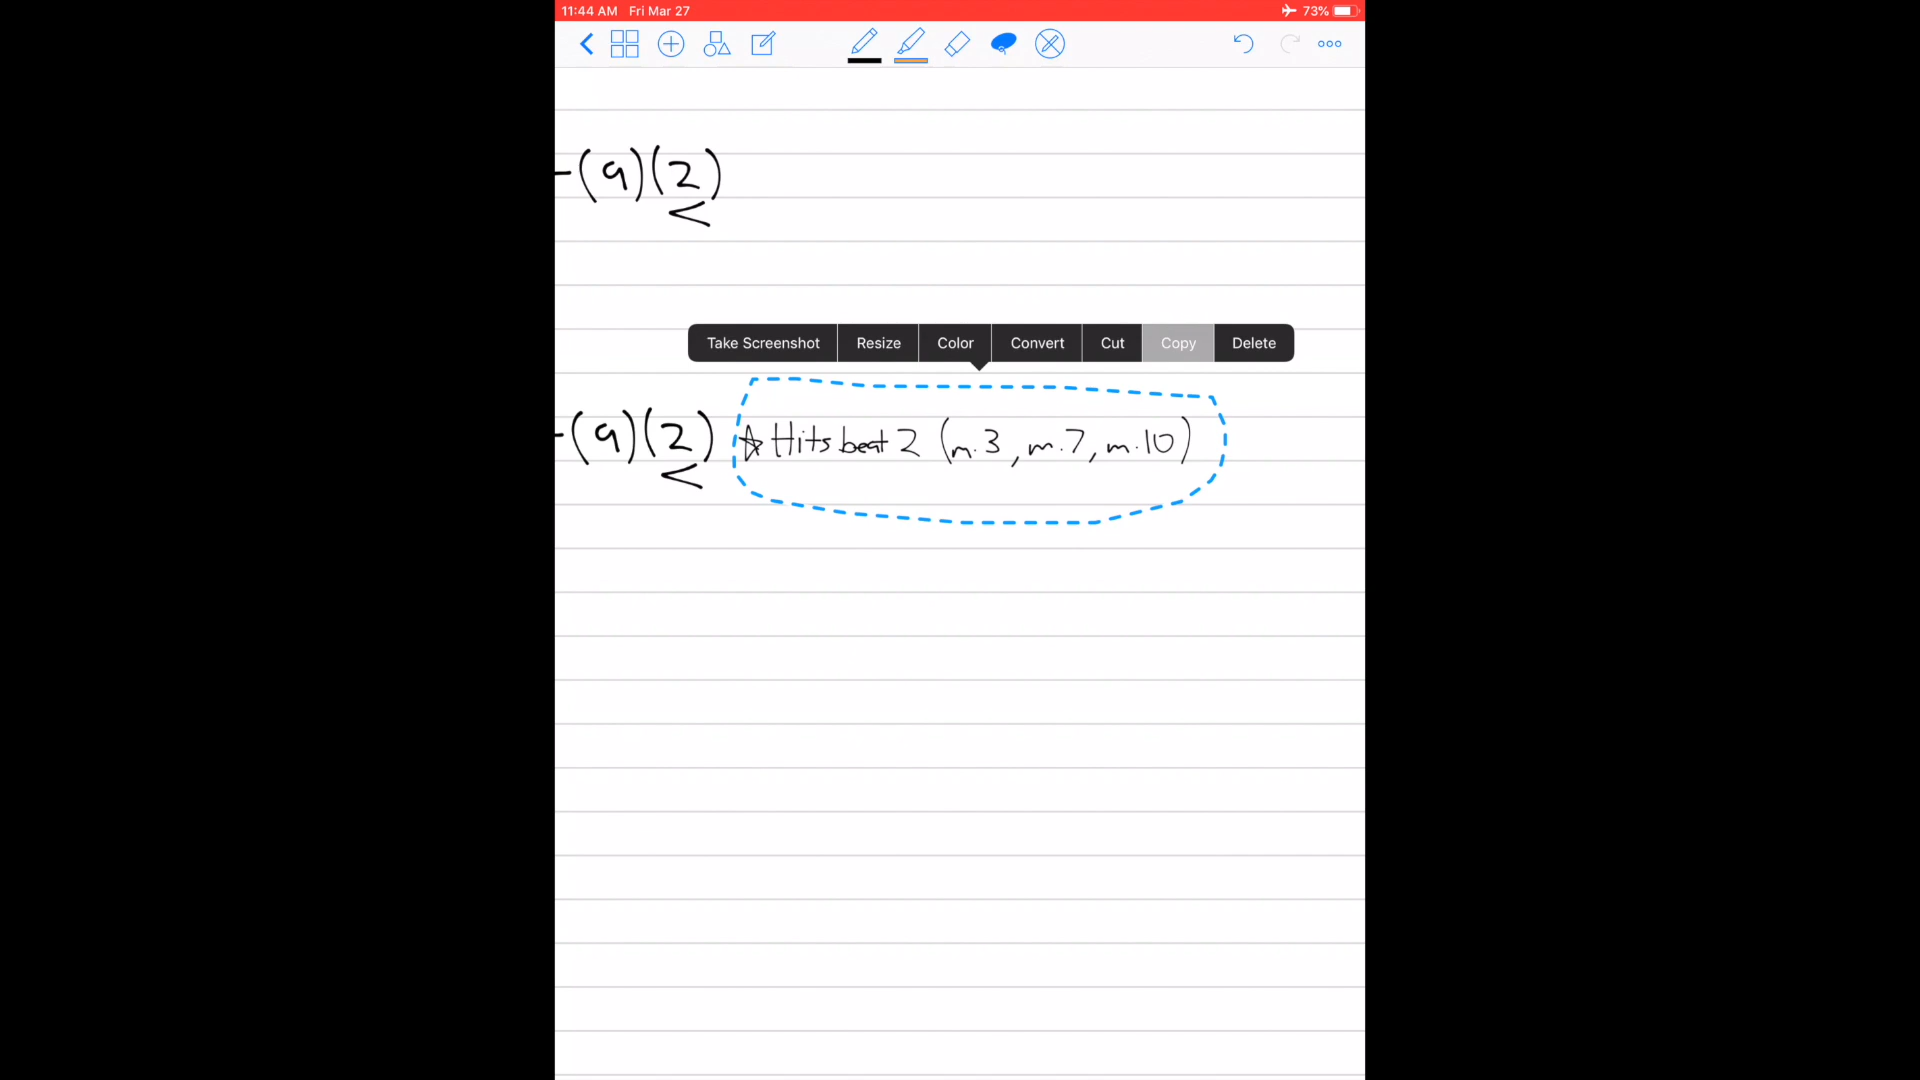 11:44 AM Fri Mar 27 73%
-(9)(2)
<
Take Screenshot Resize Color Convert Cut Copy Delete
-(9)(2) ☆ Hits beat 2 (m.3, m.7, m.10)
<